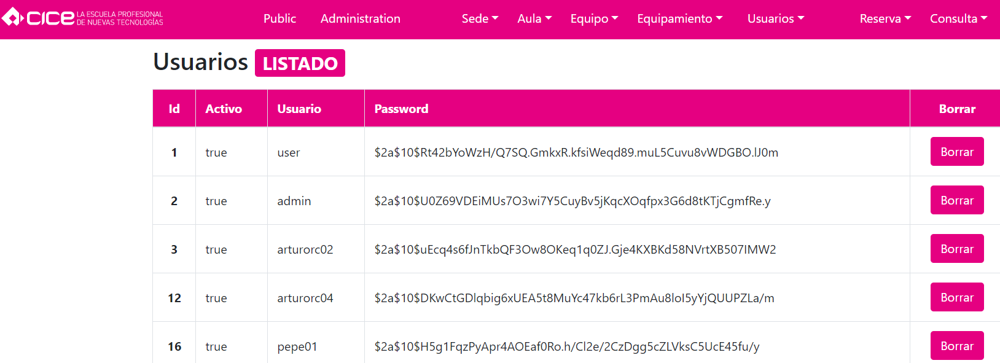 CICE LA ESCUELA PROFESIONAL
DE NUEVAS TECNOLOGÍAS
Public Administration Sede Aula Equipo Equipamiento Usuarios Reserva Consulta
Usuarios LISTADO
Id Activo Usuario Password Borrar
1 true user $2a$10$Rt42bYoWzH/Q7SQ.GmkxR.kfsiWeqd89.muL5Cuvu8vWDGBO.lJ0m Borrar
2 true admin $2a$10$U0Z69VDEiMUs7O3wi7Y5CuyBv5jKqcXOqfpx3G6d8tKTjCgmfRe.y Borrar
3 true arturorc02 $2a$10$uEcq4s6fJnTkbQF3Ow8OKeq1q0ZJ.Gje4KXBKd58NVrtXB507IMW2 Borrar
12 true arturorc04 $2a$10$DKwCtGDlqbig6xUEA5t8MuYc47kb6rL3PmAu8loI5yYjQUUPZLa/m Borrar
16 true pepe01 $2a$10$H5g1FqzPyApr4AOEaf0Ro.h/Cl2e/2CzDgg5cZLVksC5UcE45fu/y Borrar